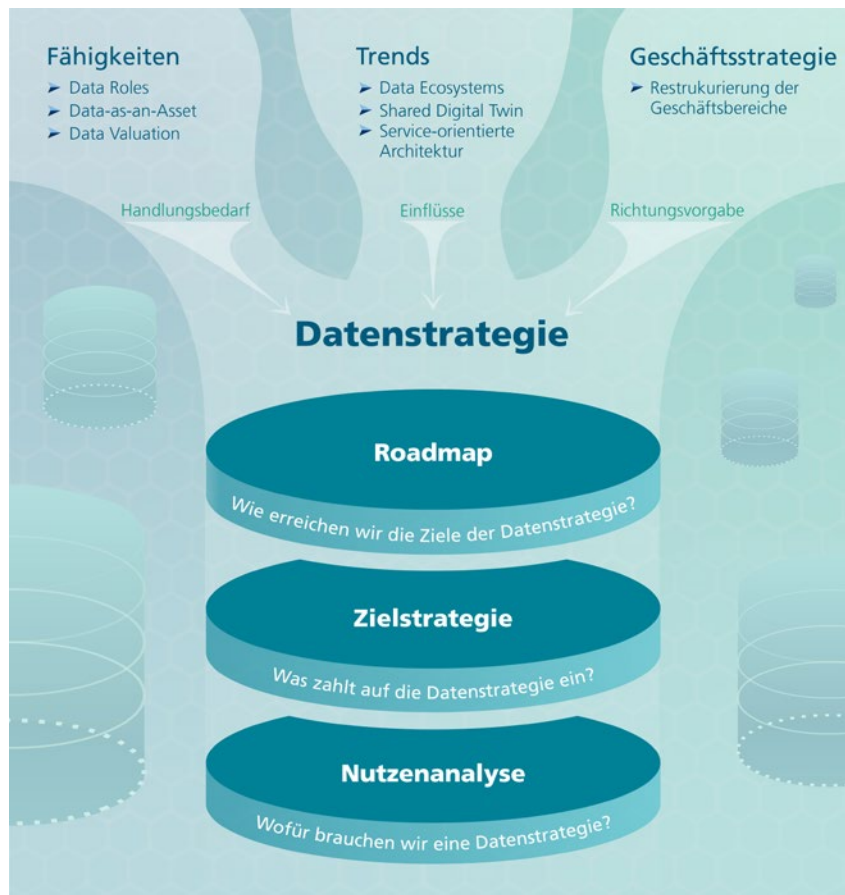 Fähigkeiten
➤ Data Roles
➤ Data-as-an-Asset
➤ Data Valuation
Trends
➤ Data Ecosystems
➤ Shared Digital Twin
➤ Service-orientierte
Architektur
Geschäftsstrategie
➤ Restrukurierung der
Geschäftsbereiche
Handlungsbedarf
Einflüsse
Richtungsvorgabe
Datenstrategie
Roadmap
Wie erreichen wir die Ziele der Datenstrategie?
Zielstrategie
Was zahlt auf die Datenstrategie ein?
Nutzenanalyse
Wofür brauchen wir eine Datenstrategie?